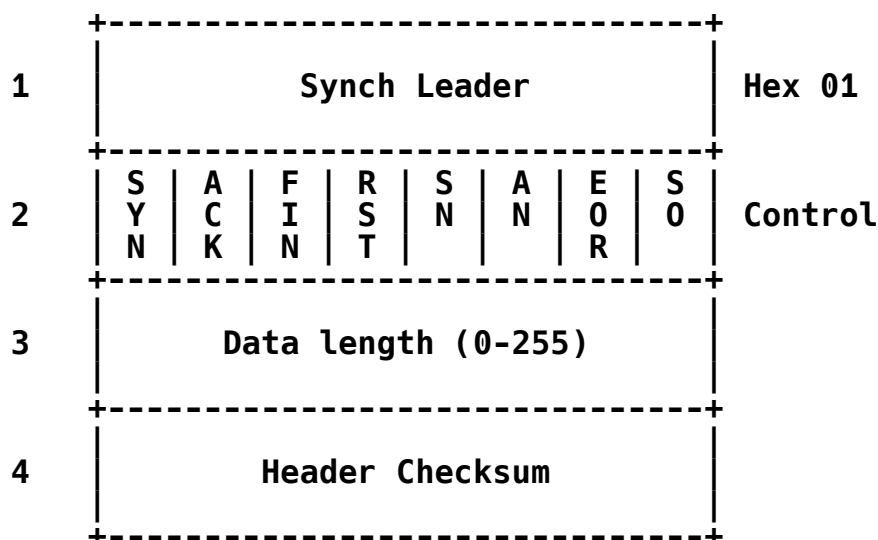 1 Synch Leader Hex 01
S A F R S A E S
2 Y C I S N N O O Control
N K N T R
3 Data length (0-255)
4 Header Checksum